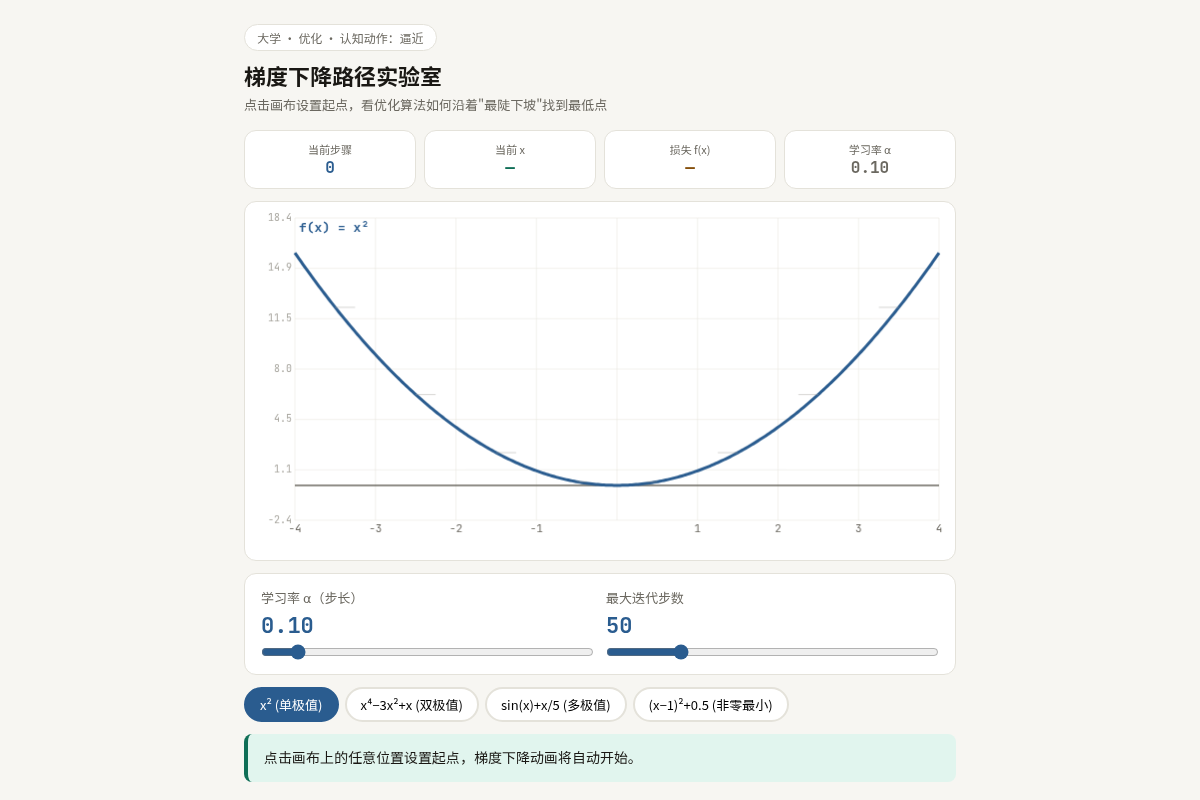 大学 · 优化 · 认知动作：逼近
梯度下降路径实验室
点击画布设置起点，看优化算法如何沿着"最陡下坡"找到最低点
当前步骤
0
当前 x
—
损失 f(x)
—
学习率 α
0.10
f(x) = x²
18.4
14.9
11.5
8.0
4.5
1.1
-2.4
-4 -3 -2 -1 1 2 3 4
学习率 α（步长）
0.10
最大迭代步数
50
x² (单极值)
x⁴−3x²+x (双极值)
sin(x)+x/5 (多极值)
(x−1)²+0.5 (非零最小)
点击画布上的任意位置设置起点，梯度下降动画将自动开始。